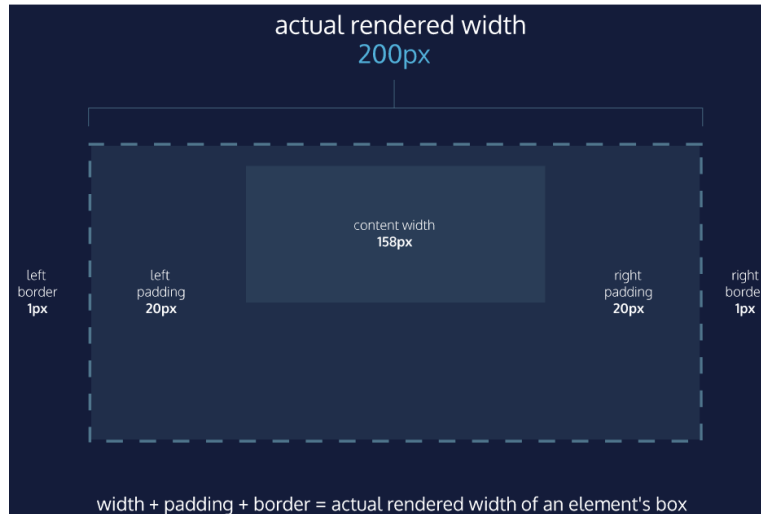 actual rendered width
200px
content width
158px
left
border
1px
left
padding
20px
right
padding
20px
right
border
1px
width + padding + border = actual rendered width of an element's box